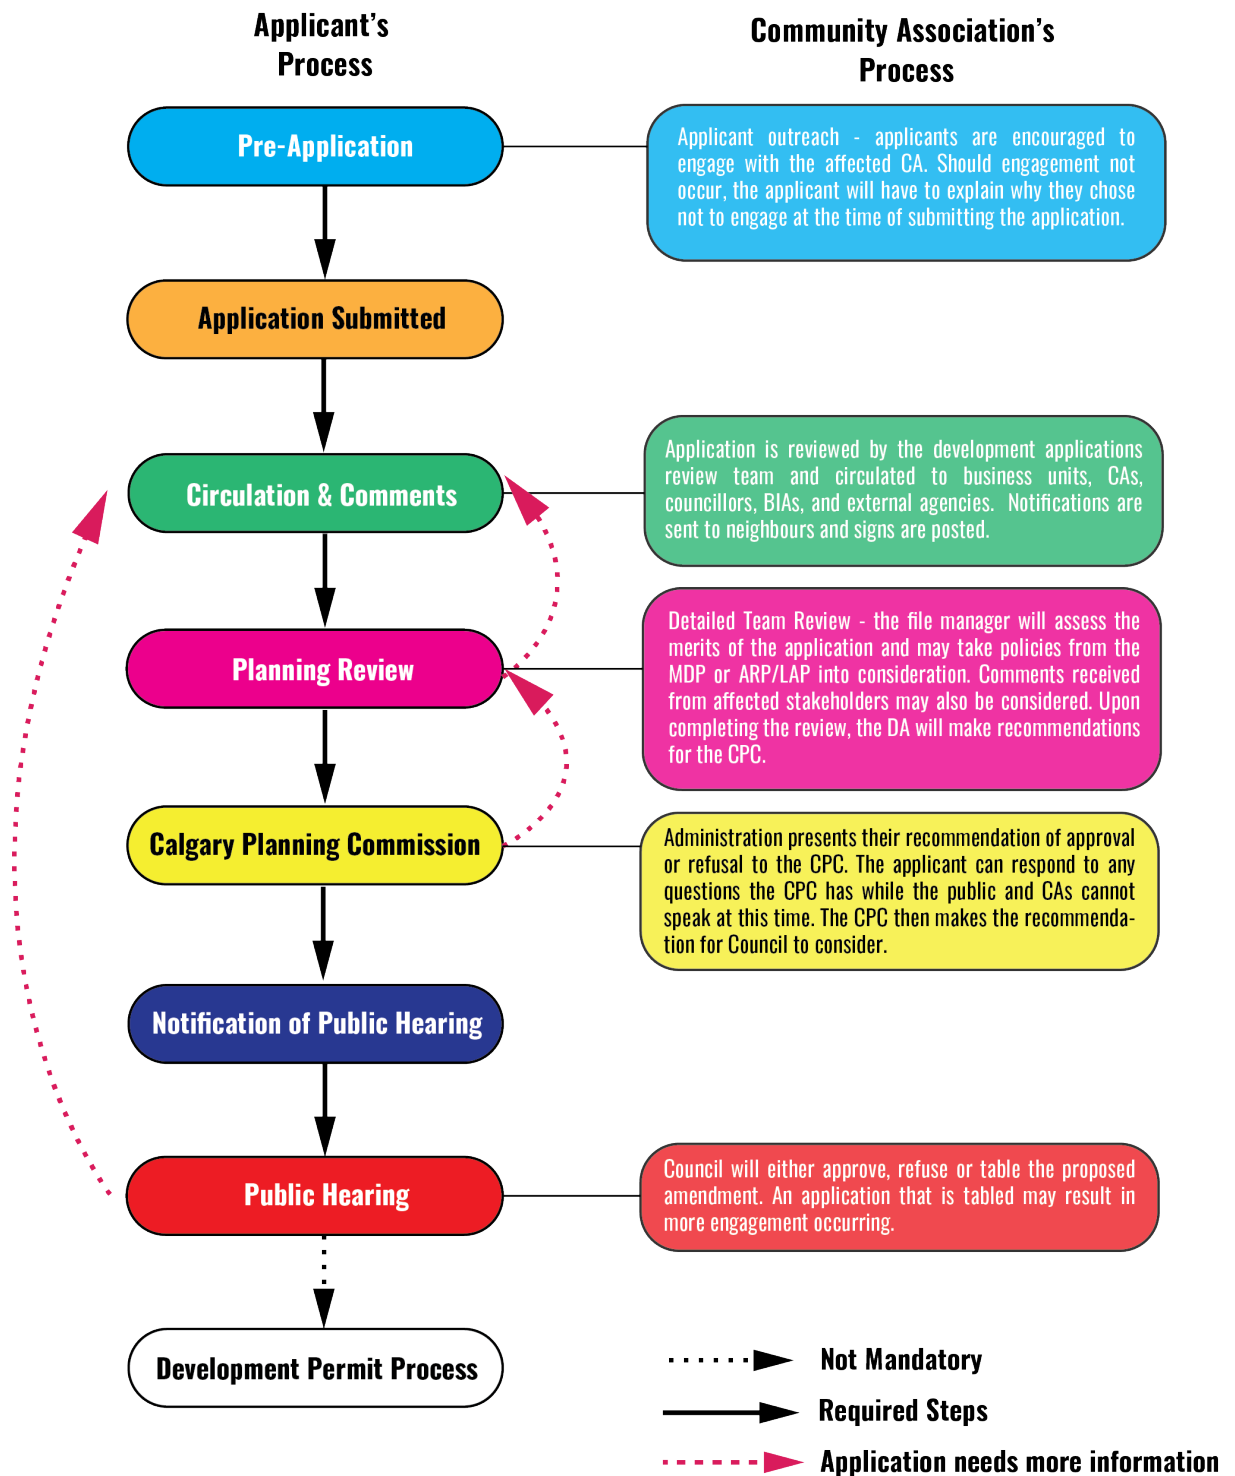 Applicant's
Process
Community Association's
Process
Pre-Application
Applicant outreach - applicants are encouraged to
engage with the affected CA. Should engagement not
occur, the applicant will have to explain why they chose
not to engage at the time of submitting the application.
Application Submitted
Circulation & Comments
Application is reviewed by the development applications
review team and circulated to business units, CAs,
councillors, BIAs, and external agencies. Notifications are
sent to neighbours and signs are posted.
Planning Review
Detailed Team Review - the file manager will assess the
merits of the application and may take policies from the
MDP or ARP/LAP into consideration. Comments received
from affected stakeholders may also be considered. Upon
completing the review, the DA will make recommendations
for the CPC.
Calgary Planning Commission
Administration presents their recommendation of approval
or refusal to the CPC. The applicant can respond to any
questions the CPC has while the public and CAs cannot
speak at this time. The CPC then makes the recommenda-
tion for Council to consider.
Notification of Public Hearing
Public Hearing
Council will either approve, refuse or table the proposed
amendment. An application that is tabled may result in
more engagement occurring.
Development Permit Process
Not Mandatory
Required Steps
Application needs more information